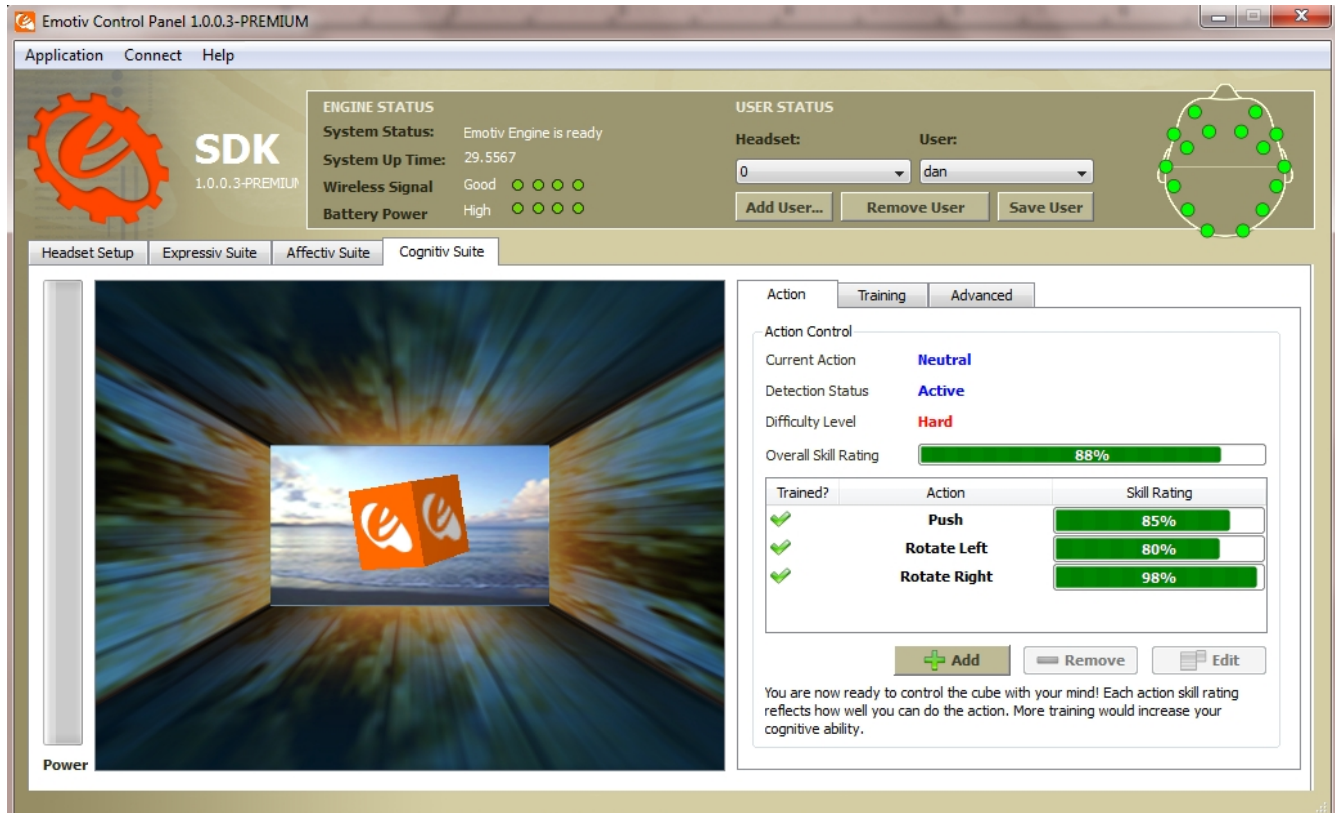 Emotiv Control Panel 1.0.0.3-PREMIUM
Application Connect Help
SDK
1.0.0.3-PREMIUM
ENGINE STATUS
System Status: Emotiv Engine is ready
System Up Time: 29.5567
Wireless Signal Good
Battery Power High
USER STATUS
Headset: User:
0 dan
Add User... Remove User Save User
Headset Setup Expressiv Suite Affectiv Suite Cognitiv Suite
Power
Action Training Advanced
Action Control
Current Action Neutral
Detection Status Active
Difficulty Level Hard
Overall Skill Rating 88%
Trained? Action Skill Rating
Push 85%
Rotate Left 80%
Rotate Right 98%
Add Remove Edit
You are now ready to control the cube with your mind! Each action skill rating
reflects how well you can do the action. More training would increase your
cognitive ability.